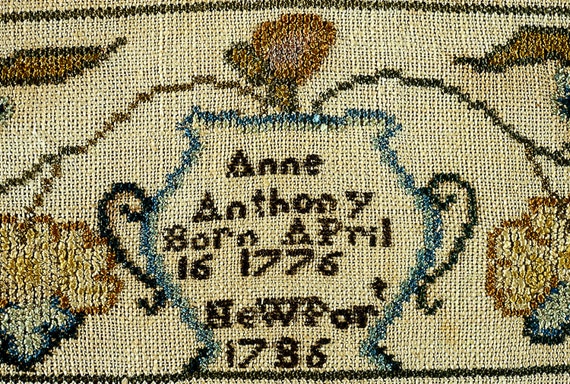 Anne
Anthony
Born April
16 1776
Newport
1786